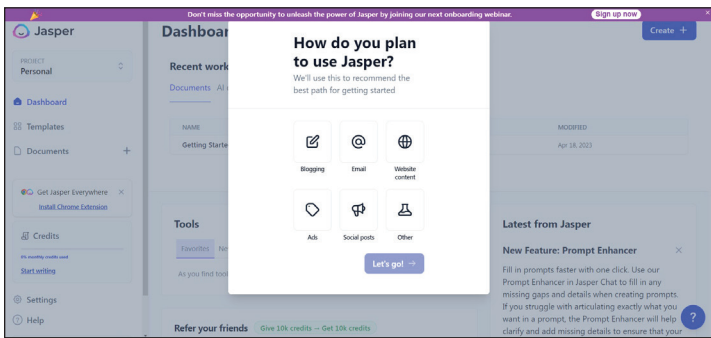 Don't miss the opportunity to unleash the power of Jasper by joining our next onboarding webinar.
Sign up now
Jasper
PROJECT
Personal
Dashboard
Templates
Documents
Get Jasper Everywhere
Install Chrome Extension
Credits
monthly credits used
Start writing
Settings
Help
Create +
Recent work
Documents AI
NAME
MODIFIED
Getting Starte
Apr 18, 2023
Tools
Favorites Ne
As you find tool
Refer your friends Give 10k credits — Get 10k credits
How do you plan
to use Jasper?
We'll use this to recommend the
best path for getting started
Blogging
Email
Website
content
Ads
Social posts
Other
Let's go! →
Latest from Jasper
New Feature: Prompt Enhancer
Fill in prompts faster with one click. Use our
Prompt Enhancer in Jasper Chat to fill in any
missing gaps and details when creating prompts.
If you struggle with articulating exactly what you
want in a prompt, the Prompt Enhancer will help
clarify and add missing details to ensure that your